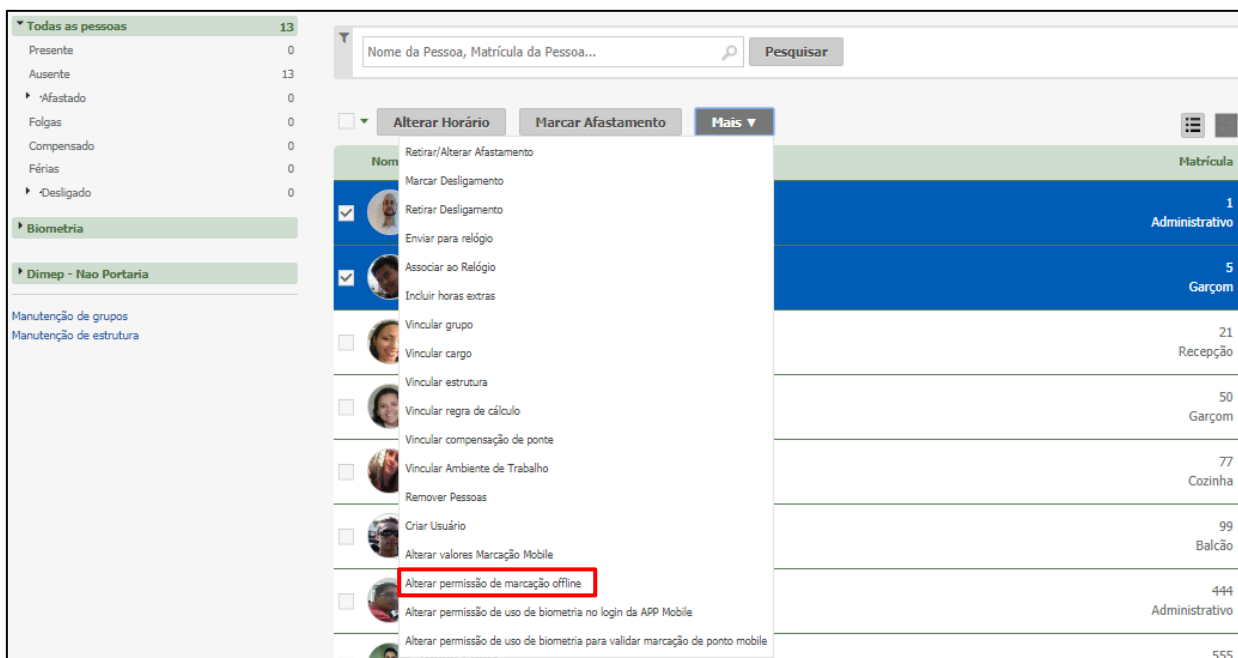 Todas as pessoas 13
Presente 0
Ausente 13
Afastado 0
Folgas 0
Compensado 0
Férias 0
Desligado 0
Biometria
Dimep - Nao Portaria
Manutenção de grupos
Manutenção de estrutura
Nome da Pessoa, Matrícula da Pessoa... Pesquisar
Alterar Horário Marcar Afastamento Mais ▼
Nom Matrícula
Retirar/Alterar Afastamento
Marcar Desligamento
Retirar Desligamento
Enviar para relógio
Associar ao Relógio
Incluir horas extras
Vincular grupo
Vincular cargo
Vincular estrutura
Vincular regra de cálculo
Vincular compensação de ponte
Vincular Ambiente de Trabalho
Remover Pessoas
Criar Usuário
Alterar valores Marcação Mobile
Alterar permissão de marcação offline
Alterar permissão de uso de biometria no login da APP Mobile
Alterar permissão de uso de biometria para validar marcação de ponto mobile
1
Administrativo
5
Garçom
21
Recepção
50
Garçom
77
Cozinha
99
Balcão
444
Administrativo
555